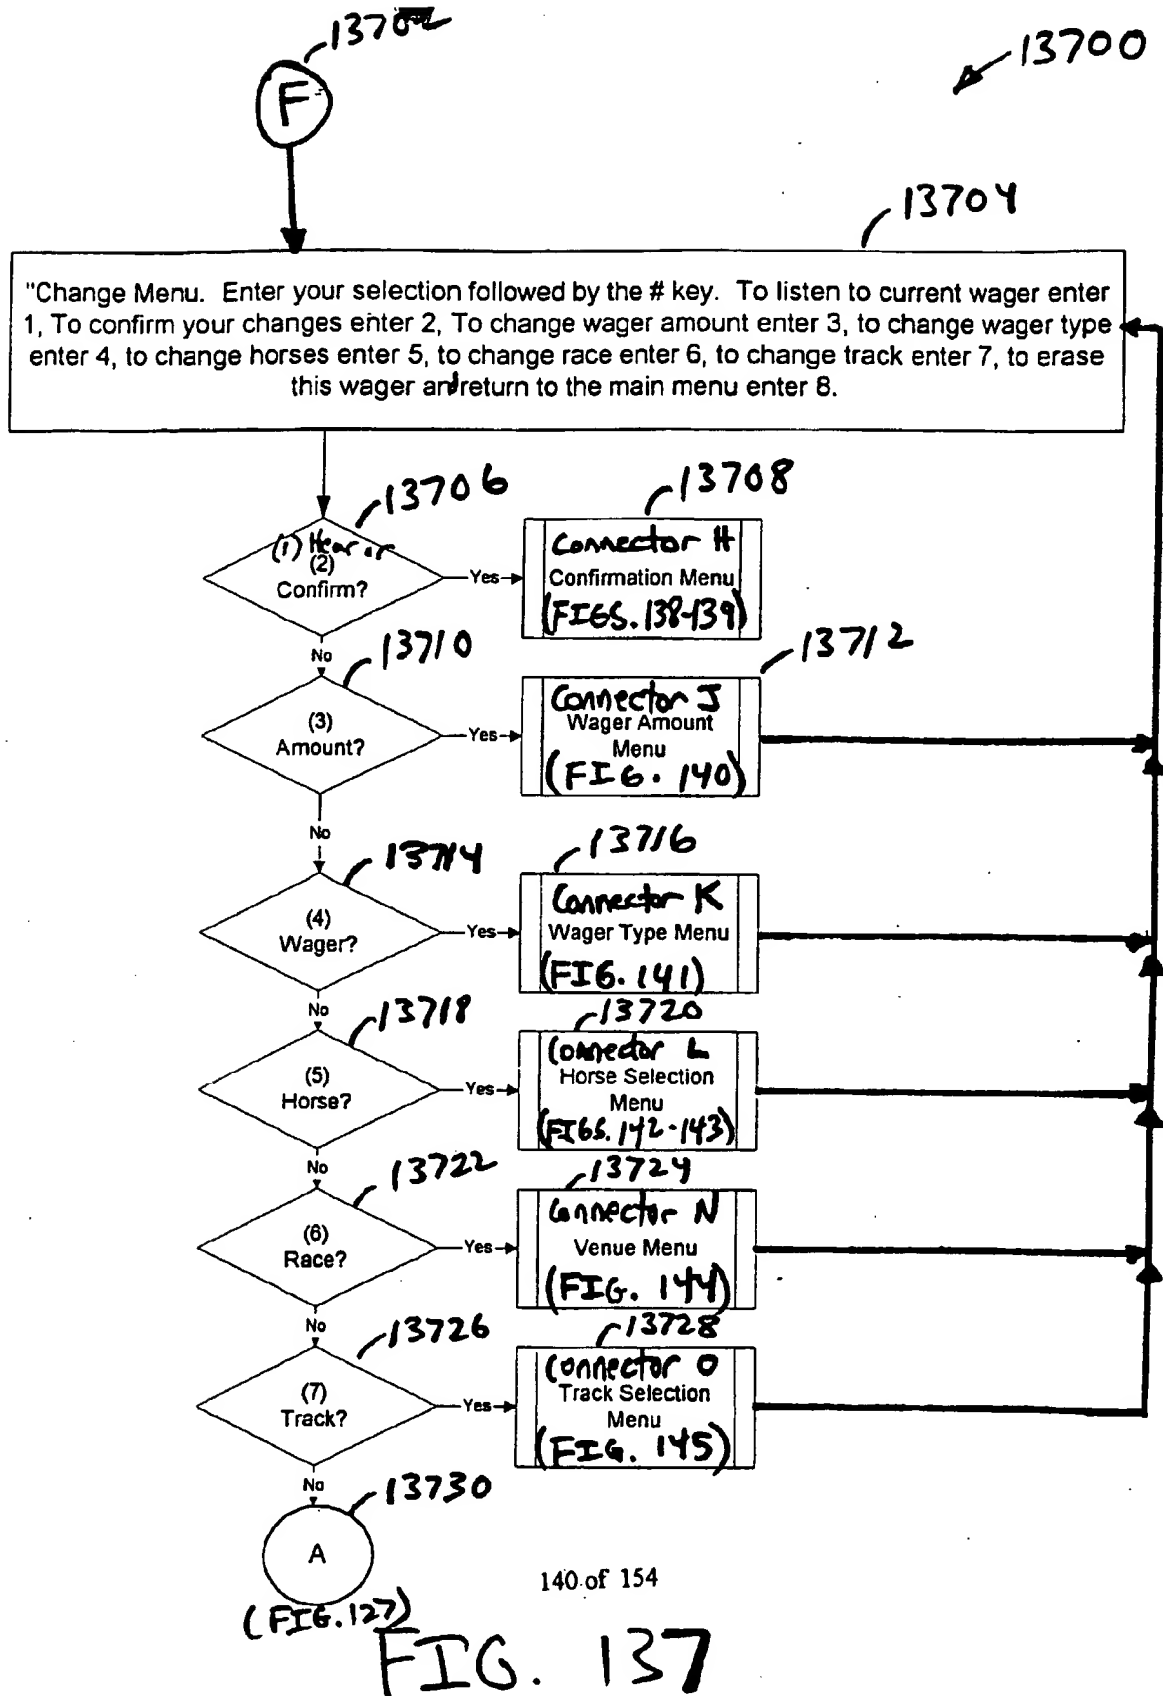 13702
13700
F
13704
"Change Menu. Enter your selection followed by the # key. To listen to current wager enter
1, To confirm your changes enter 2, To change wager amount enter 3, to change wager type
enter 4, to change horses enter 5, to change race enter 6, to change track enter 7, to erase
this wager and return to the main menu enter 8.
13706
13708
(1) Hear or
(2)
Confirm?
Yes
Connector H
Confirmation Menu
(FIGS. 138-139)
No
13710
13712
(3)
Amount?
Yes
Connector J
Wager Amount
Menu
(FIG. 140)
No
13714
13716
(4)
Wager?
Yes
Connector K
Wager Type Menu
(FIG. 141)
No
13718
13720
(5)
Horse?
Yes
Connector L
Horse Selection
Menu
(FIGS. 142-143)
No
13722
13724
(6)
Race?
Yes
Connector N
Venue Menu
(FIG. 144)
No
13726
13728
(7)
Track?
Yes
Connector O
Track Selection
Menu
(FIG. 145)
No
13730
A
(FIG. 127)
140 of 154
FIG. 137